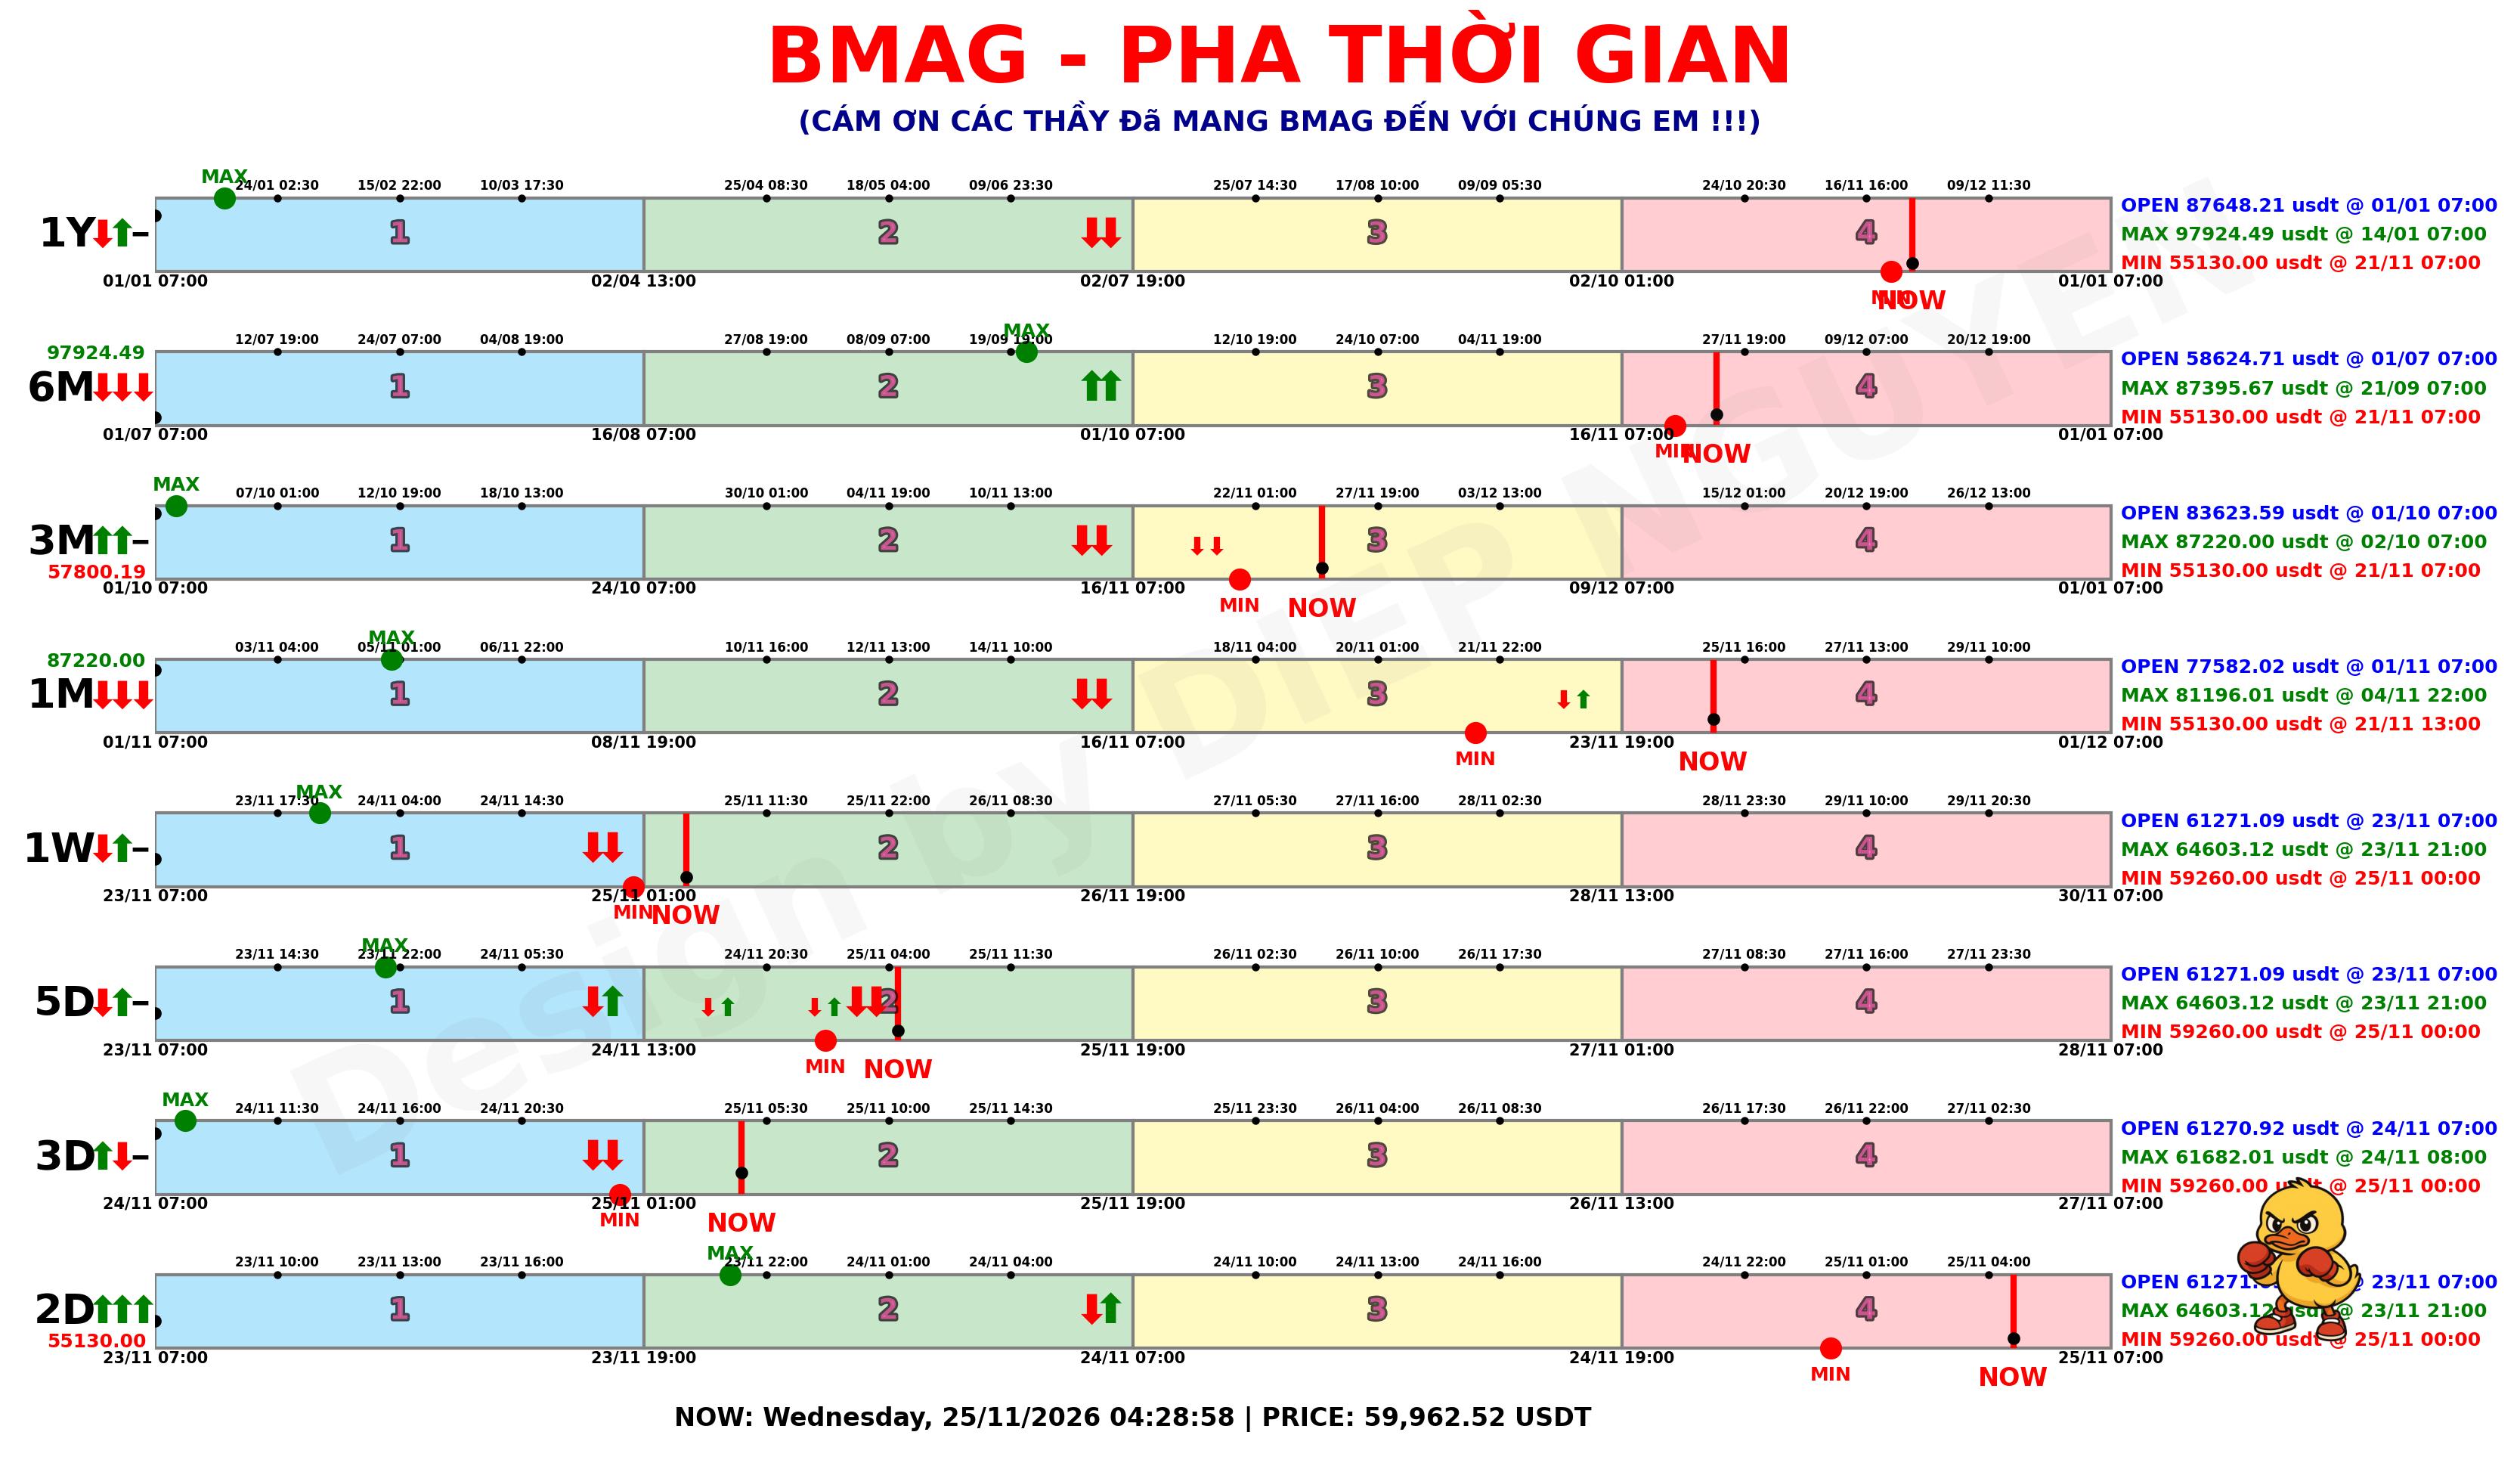 BMAG - PHA THỜI GIAN
(CÁM ƠN CÁC THẦY Đã MANG BMAG ĐẾN VỚI CHÚNG EM !!!)
MAX
24/01 02:30 15/02 22:00 10/03 17:30 25/04 08:30 18/05 04:00 09/06 23:30 25/07 14:30 17/08 10:00 09/09 05:30 24/10 20:30 16/11 16:00 09/12 11:30
OPEN 87648.21 usdt @ 01/01 07:00
1Y 1 2 3 4
MAX 97924.49 usdt @ 14/01 07:00
MIN 55130.00 usdt @ 21/11 07:00
01/01 07:00 02/04 13:00 02/07 19:00 02/10 01:00 01/01 07:00
MIN NOW
MAX
12/07 19:00 24/07 07:00 04/08 19:00 27/08 19:00 08/09 07:00 19/09 19:00 12/10 19:00 24/10 07:00 04/11 19:00 27/11 19:00 09/12 07:00 20/12 19:00
97924.49
OPEN 58624.71 usdt @ 01/07 07:00
6M 1 2 3 4
MAX 87395.67 usdt @ 21/09 07:00
MIN 55130.00 usdt @ 21/11 07:00
01/07 07:00 16/08 07:00 01/10 07:00 16/11 07:00 01/01 07:00
MIN NOW
MAX
07/10 01:00 12/10 19:00 18/10 13:00 30/10 01:00 04/11 19:00 10/11 13:00 22/11 01:00 27/11 19:00 03/12 13:00 15/12 01:00 20/12 19:00 26/12 13:00
OPEN 83623.59 usdt @ 01/10 07:00
3M 1 2 3 4
MAX 87220.00 usdt @ 02/10 07:00
57800.19
MIN 55130.00 usdt @ 21/11 07:00
01/10 07:00 24/10 07:00 16/11 07:00 09/12 07:00 01/01 07:00
MIN NOW
MAX
03/11 04:00 05/11 01:00 06/11 22:00 10/11 16:00 12/11 13:00 14/11 10:00 18/11 04:00 20/11 01:00 21/11 22:00 25/11 16:00 27/11 13:00 29/11 10:00
87220.00
OPEN 77582.02 usdt @ 01/11 07:00
1M 1 2 3 4
MAX 81196.01 usdt @ 04/11 22:00
MIN 55130.00 usdt @ 21/11 13:00
01/11 07:00 08/11 19:00 16/11 07:00 23/11 19:00 01/12 07:00
MIN NOW
MAX
23/11 17:30 24/11 04:00 24/11 14:30 25/11 11:30 25/11 22:00 26/11 08:30 27/11 05:30 27/11 16:00 28/11 02:30 28/11 23:30 29/11 10:00 29/11 20:30
OPEN 61271.09 usdt @ 23/11 07:00
1W 1 2 3 4
MAX 64603.12 usdt @ 23/11 21:00
MIN 59260.00 usdt @ 25/11 00:00
23/11 07:00 25/11 01:00 26/11 19:00 28/11 13:00 30/11 07:00
MIN NOW
MAX
23/11 14:30 23/11 22:00 24/11 05:30 24/11 20:30 25/11 04:00 25/11 11:30 26/11 02:30 26/11 10:00 26/11 17:30 27/11 08:30 27/11 16:00 27/11 23:30
OPEN 61271.09 usdt @ 23/11 07:00
5D 1 2 3 4
MAX 64603.12 usdt @ 23/11 21:00
MIN 59260.00 usdt @ 25/11 00:00
23/11 07:00 24/11 13:00 25/11 19:00 27/11 01:00 28/11 07:00
MIN NOW
MAX
24/11 11:30 24/11 16:00 24/11 20:30 25/11 05:30 25/11 10:00 25/11 14:30 25/11 23:30 26/11 04:00 26/11 08:30 26/11 17:30 26/11 22:00 27/11 02:30
OPEN 61270.92 usdt @ 24/11 07:00
3D 1 2 3 4
MAX 61682.01 usdt @ 24/11 08:00
MIN 59260.00 usdt @ 25/11 00:00
24/11 07:00 25/11 01:00 25/11 19:00 26/11 13:00 27/11 07:00
MIN NOW
MAX
23/11 10:00 23/11 13:00 23/11 16:00 23/11 22:00 24/11 01:00 24/11 04:00 24/11 10:00 24/11 13:00 24/11 16:00 24/11 22:00 25/11 01:00 25/11 04:00
OPEN @ 23/11 07:00
2D 1 2 3 4
MAX 64603.12 usdt @ 23/11 21:00
55130.00
MIN 59260.00 usdt @ 25/11 00:00
23/11 07:00 23/11 19:00 24/11 07:00 24/11 19:00 25/11 07:00
MIN NOW
NOW: Wednesday, 25/11/2026 04:28:58 | PRICE: 59,962.52 USDT
Design by DIEP NGUYEN